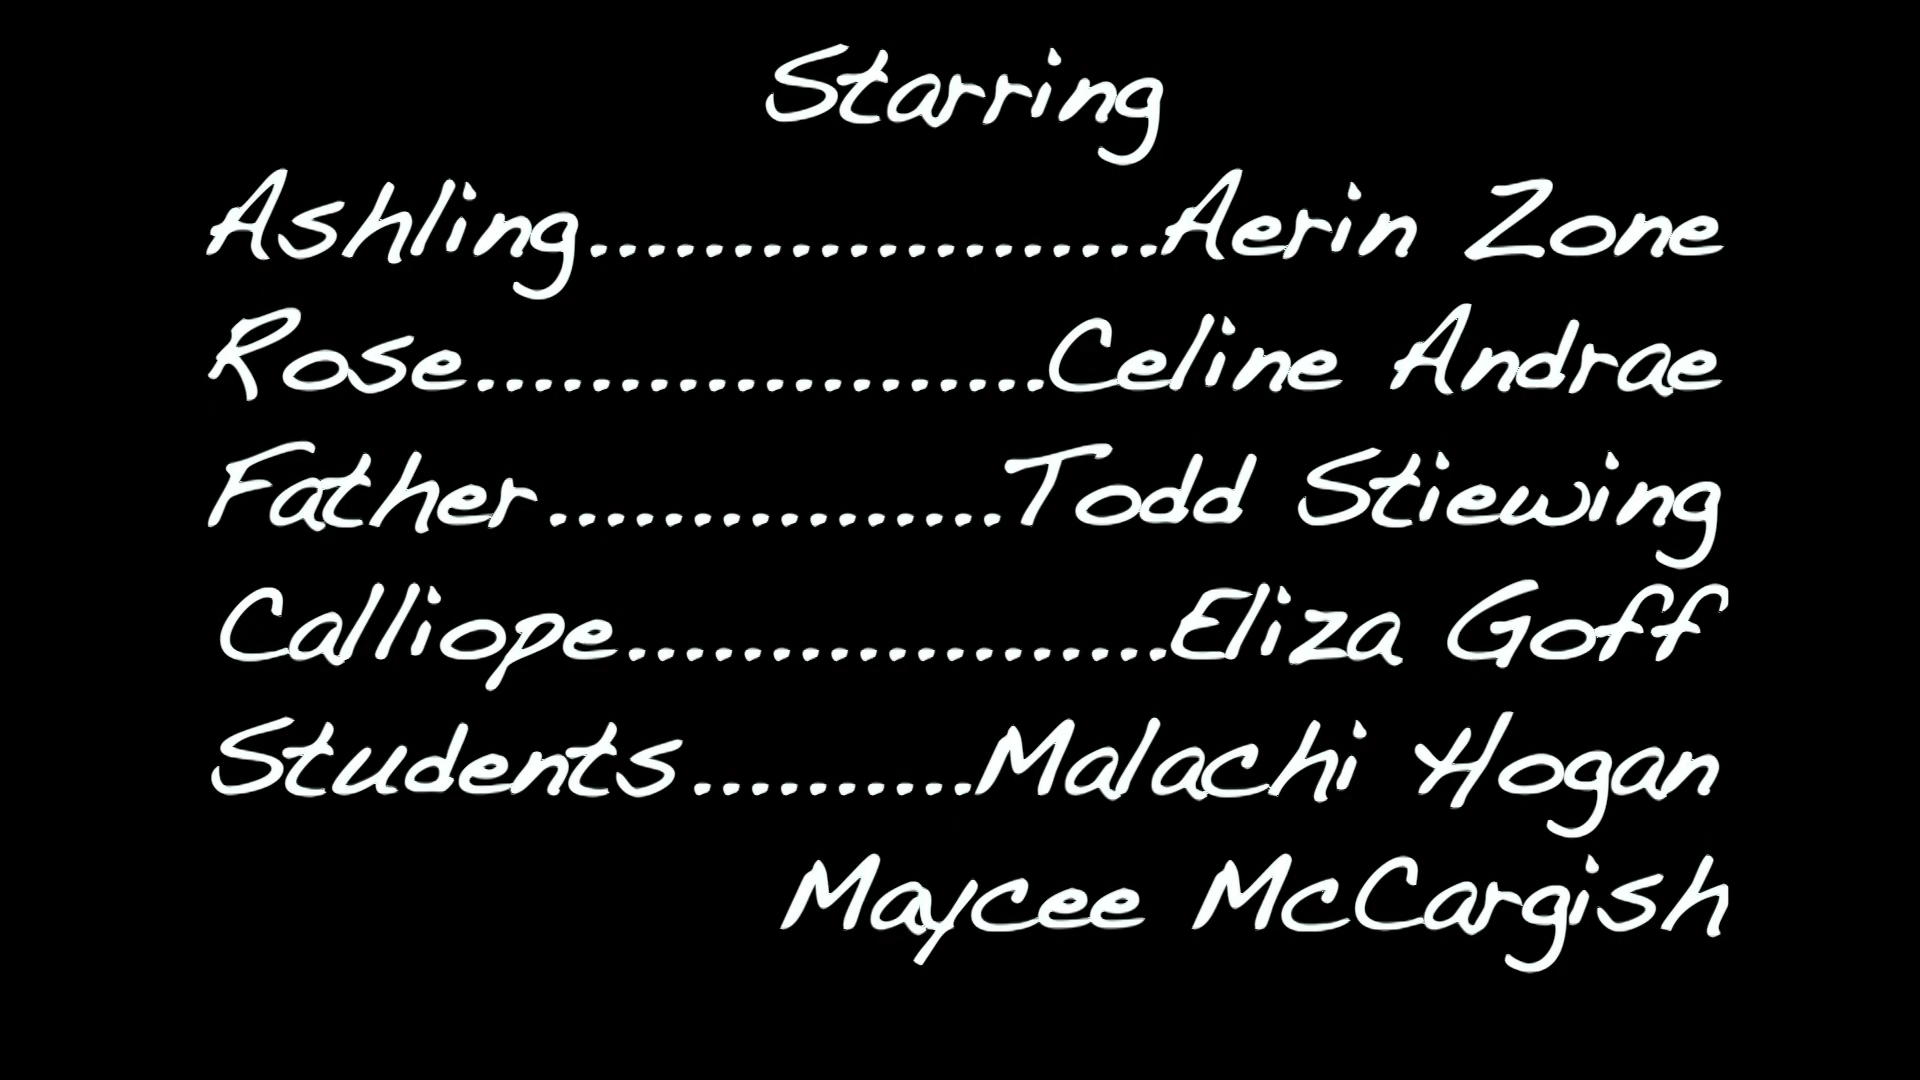 Starring
Ashling....................Aerin Zone
Rose....................Celine Andrae
Father................Todd Stiewing
Calliope...................Eliza Goff
Students..........Malachi Hogan
Maycee McCargish